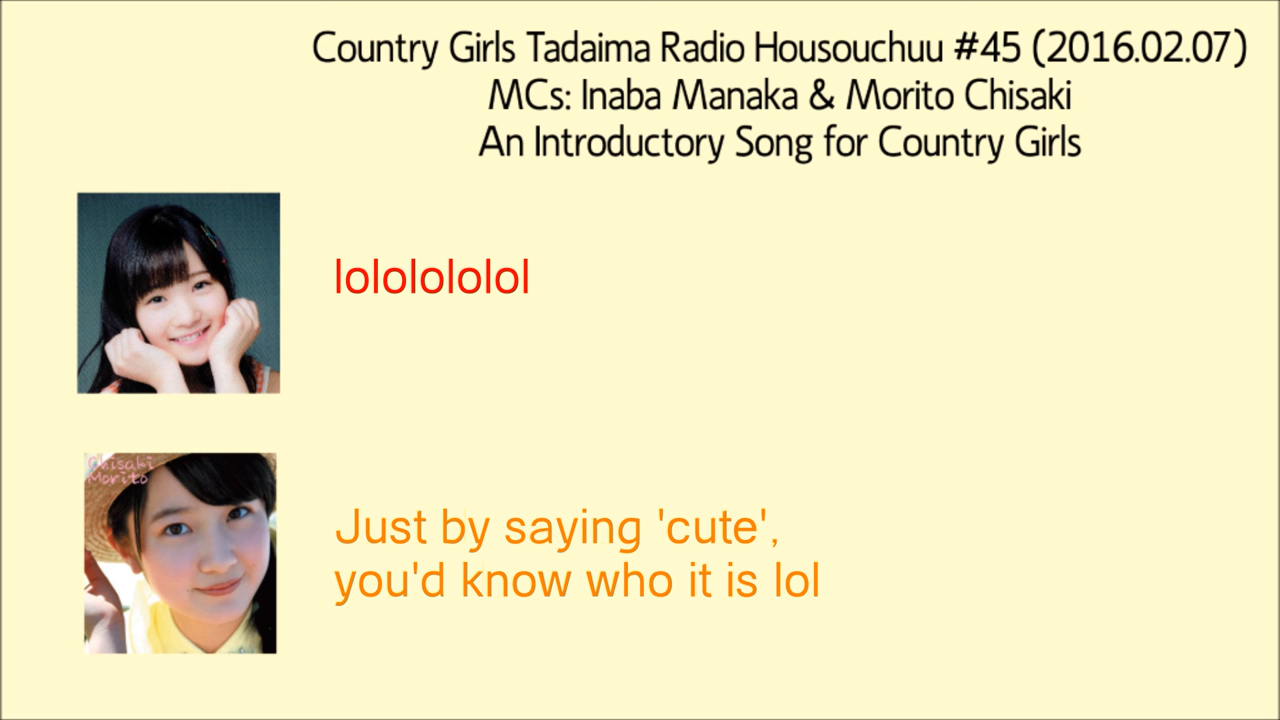 Country Girls Tadaima Radio Housouchuu #45 (2016.02.07)
MCs: Inaba Manaka & Morito Chisaki
An Introductory Song for Country Girls
lolololololol
Chisaki
Morito
Just by saying 'cute',
you'd know who it is lol